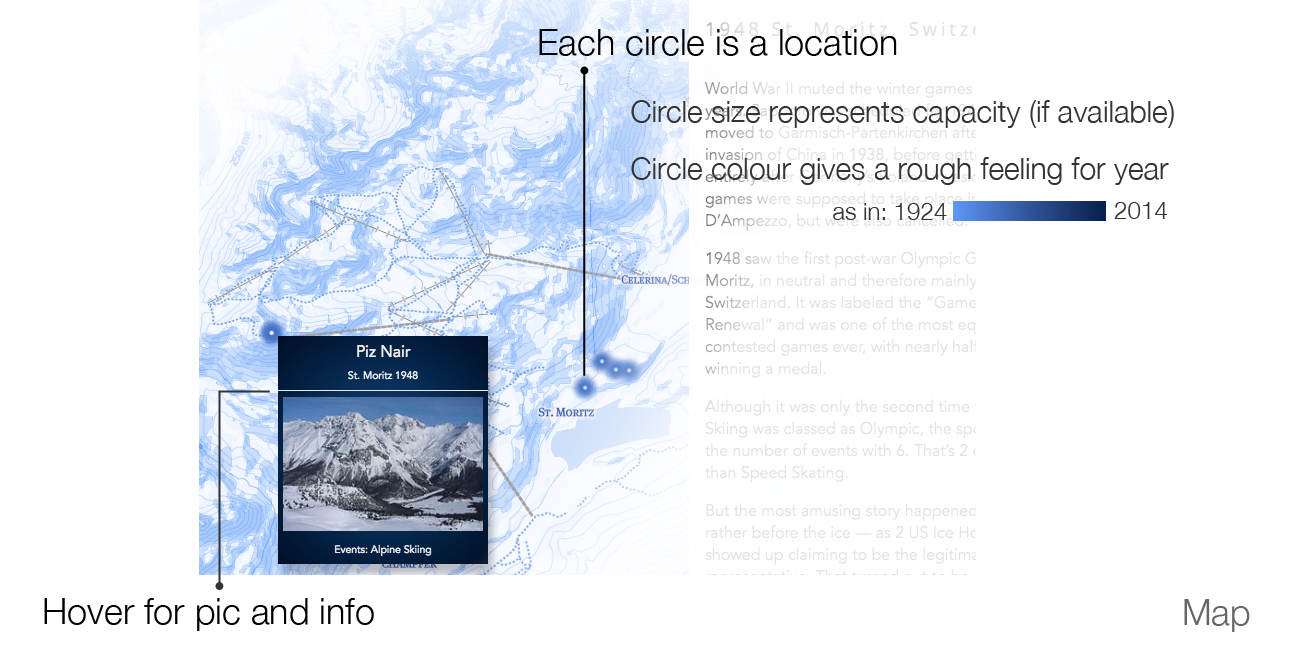 1948 St. Moritz, Switze
Each circle is a location
World War II muted the winter games
Circle size represents capacity (if available)
moved to Garmisch-Partenkirchen afte
invasion of China in 1938, before getti
Circle colour gives a rough feeling for year
games were supposed to take place in
as in: 1924
2014
D'Ampezzo, but were also cancelled.
1948 saw the first post-war Olympic G
Moritz, in neutral and therefore mainly
Switzerland. It was labeled the "Game
Renewal" and was one of the most eq
contested games ever, with nearly half
winning a medal.
Although it was only the second time
Skiing was classed as Olympic, the spo
the number of events with 6. That's 2 e
than Speed Skating.
But the most amusing story happened
rather before the ice — as 2 US Ice Ho
showed up claiming to be the legitima
Celerina/Sch
St. Moritz
Piz Nair
St. Moritz 1948
Events: Alpine Skiing
Champfèr
Hover for pic and info
Map